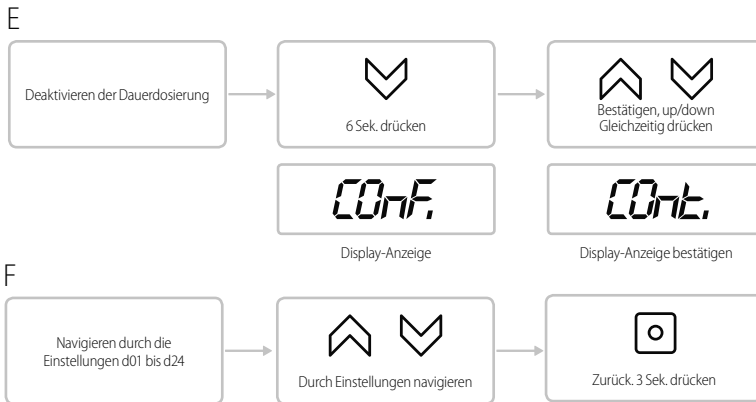 E
Deaktivieren der Dauerdosierung
6 Sek. drücken
Bestätigen, up/down
Gleichzeitig drücken
COnF.
COnt.
Display-Anzeige
Display-Anzeige bestätigen
F
Navigieren durch die
Einstellungen d01 bis d24
Durch Einstellungen navigieren
Zurück. 3 Sek. drücken